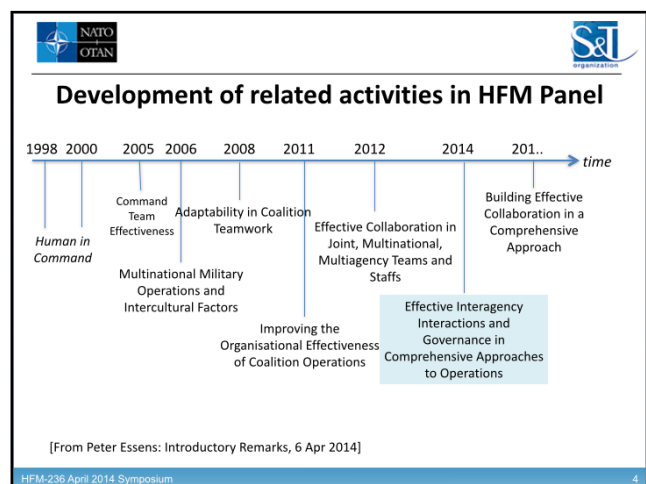 NATO
OTAN
S&T
organization
Development of related activities in HFM Panel
1998 2000 2005 2006 2008 2011 2012 2014 201..
time
Human in
Command
Command
Team
Effectiveness
Multinational Military
Operations and
Intercultural Factors
Adaptability in Coalition
Teamwork
Improving the
Organisational Effectiveness
of Coalition Operations
Effective Collaboration in
Joint, Multinational,
Multiagency Teams and
Staffs
Effective Interagency
Interactions and
Governance in
Comprehensive Approaches
to Operations
Building Effective
Collaboration in a
Comprehensive
Approach
[From Peter Essens: Introductory Remarks, 6 Apr 2014]
HFM-236 April 2014 Symposium
4